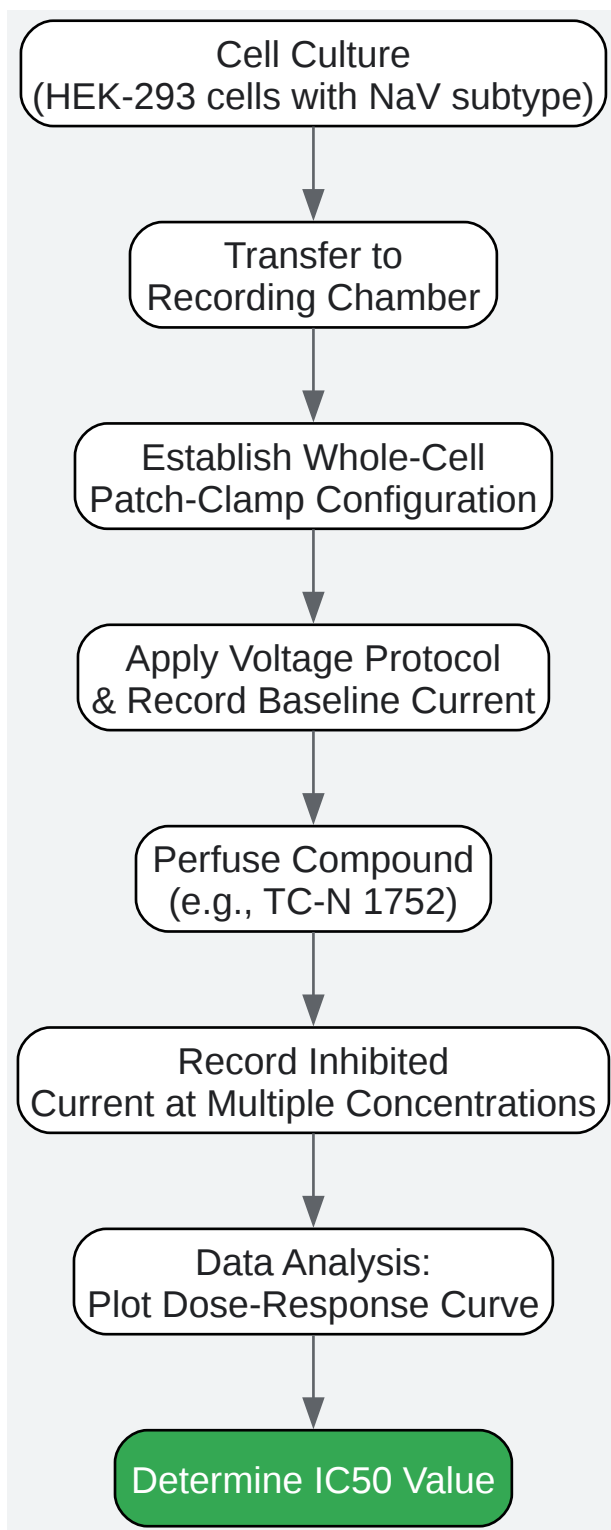 Cell Culture
(HEK-293 cells with NaV subtype)
Transfer to
Recording Chamber
Establish Whole-Cell
Patch-Clamp Configuration
Apply Voltage Protocol
& Record Baseline Current
Perfuse Compound
(e.g., TC-N 1752)
Record Inhibited
Current at Multiple Concentrations
Data Analysis:
Plot Dose-Response Curve
Determine IC50 Value